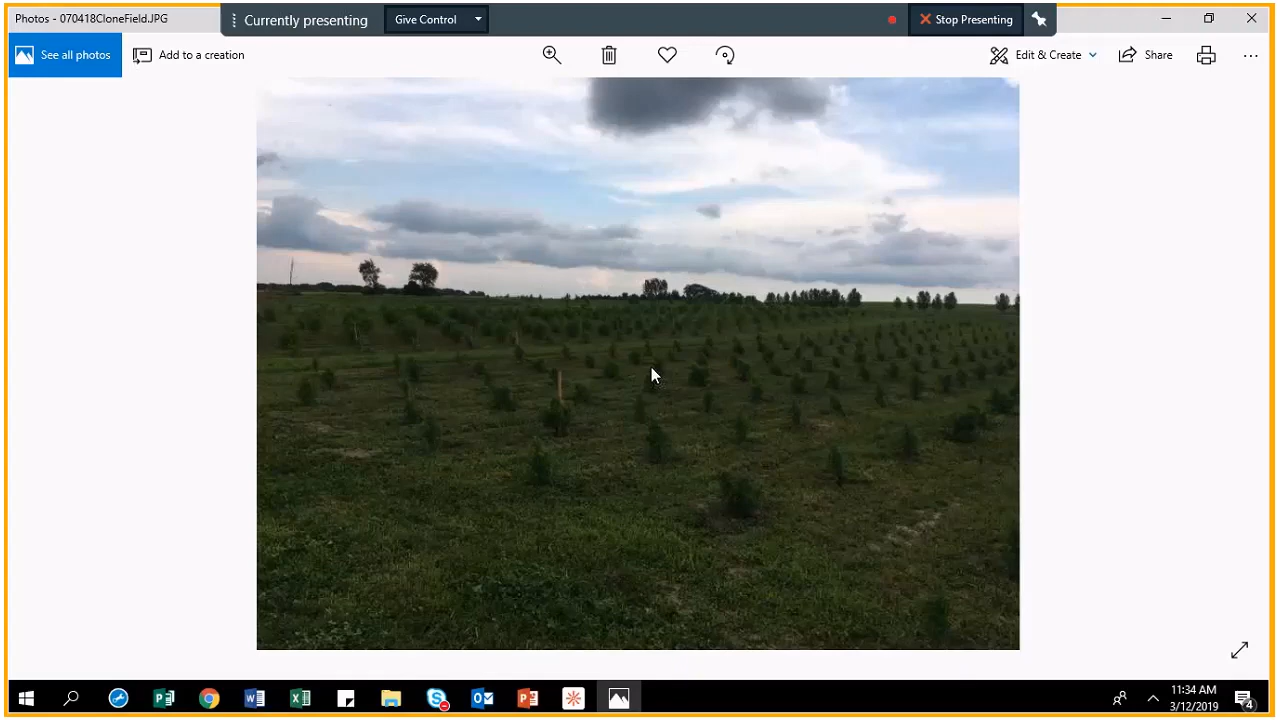 Photos - 070418CloneField.JPG
Currently presenting
Give Control
Stop Presenting
See all photos
Add to a creation
Edit & Create
Share
11:34 AM
3/12/2019
4